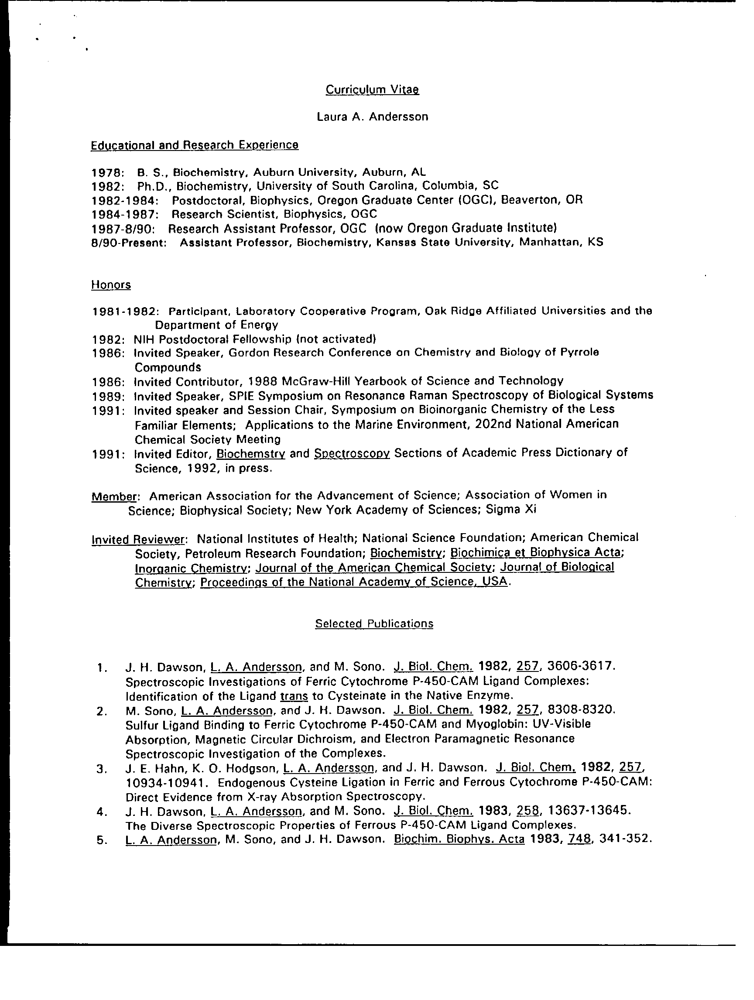 Curriculum Vitae
Laura A. Andersson
Educational and Research Experience
1978: B. S., Biochemistry, Auburn University, Auburn, AL
1982: Ph.D., Biochemistry, University of South Carolina, Columbia, SC
1982-1984: Postdoctoral, Biophysics, Oregon Graduate Center (OGC), Beaverton, OR
1984-1987: Research Scientist, Biophysics, OGC
1987-8/90: Research Assistant Professor, OGC (now Oregon Graduate Institute)
8/90-Present: Assistant Professor, Biochemistry, Kansas State University, Manhattan, KS
Honors
1981-1982: Participant, Laboratory Cooperative Program, Oak Ridge Affiliated Universities and the
Department of Energy
1982: NIH Postdoctoral Fellowship (not activated)
1986: Invited Speaker, Gordon Research Conference on Chemistry and Biology of Pyrrole
Compounds
1986: Invited Contributor, 1988 McGraw-Hill Yearbook of Science and Technology
1989: Invited Speaker, SPIE Symposium on Resonance Raman Spectroscopy of Biological Systems
1991: Invited speaker and Session Chair, Symposium on Bioinorganic Chemistry of the Less
Familiar Elements; Applications to the Marine Environment, 202nd National American
Chemical Society Meeting
1991: Invited Editor, Biochemstry and Spectroscopy Sections of Academic Press Dictionary of
Science, 1992, in press.
Member: American Association for the Advancement of Science; Association of Women in
Science; Biophysical Society; New York Academy of Sciences; Sigma Xi
Invited Reviewer: National Institutes of Health; National Science Foundation; American Chemical
Society, Petroleum Research Foundation; Biochemistry; Biochimica et Biophysica Acta;
Inorganic Chemistry; Journal of the American Chemical Society; Journal of Biological
Chemistry; Proceedings of the National Academy of Science, USA.
Selected Publications
1. J. H. Dawson, L. A. Andersson, and M. Sono. J. Biol. Chem. 1982, 257, 3606-3617.
Spectroscopic Investigations of Ferric Cytochrome P-450-CAM Ligand Complexes:
Identification of the Ligand trans to Cysteinate in the Native Enzyme.
2. M. Sono, L. A. Andersson, and J. H. Dawson. J. Biol. Chem. 1982, 257, 8308-8320.
Sulfur Ligand Binding to Ferric Cytochrome P-450-CAM and Myoglobin: UV-Visible
Absorption, Magnetic Circular Dichroism, and Electron Paramagnetic Resonance
Spectroscopic Investigation of the Complexes.
3. J. E. Hahn, K. O. Hodgson, L. A. Andersson, and J. H. Dawson. J. Biol. Chem. 1982, 257,
10934-10941. Endogenous Cysteine Ligation in Ferric and Ferrous Cytochrome P-450-CAM:
Direct Evidence from X-ray Absorption Spectroscopy.
4. J. H. Dawson, L. A. Andersson, and M. Sono. J. Biol. Chem. 1983, 258, 13637-13645.
The Diverse Spectroscopic Properties of Ferrous P-450-CAM Ligand Complexes.
5. L. A. Andersson, M. Sono, and J. H. Dawson. Biochim. Biophys. Acta 1983, 748, 341-352.